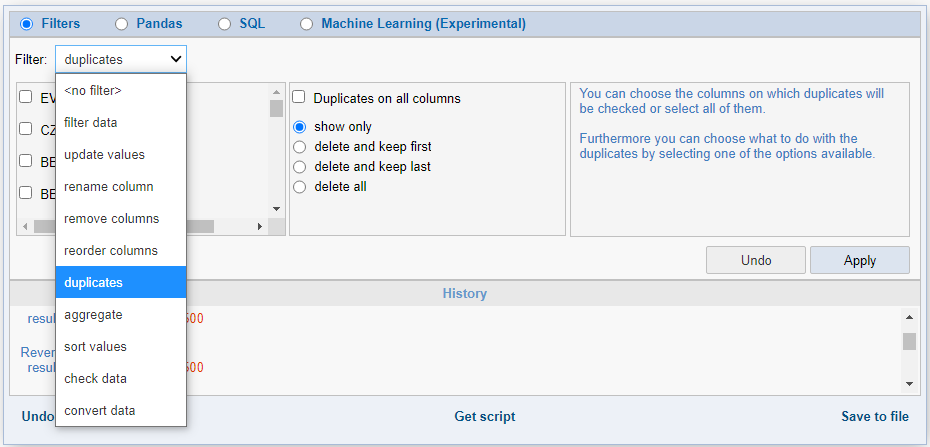 Filters Pandas SQL Machine Learning (Experimental)
Filter: duplicates
<no filter>
filter data
update values
rename column
remove columns
reorder columns
duplicates
aggregate
sort values
check data
convert data
EV
CZ
BE
BE
Duplicates on all columns
show only
delete and keep first
delete and keep last
delete all
You can choose the columns on which duplicates will
be checked or select all of them.
Furthermore you can choose what to do with the
duplicates by selecting one of the options available.
Undo Apply
History
resul 500
Rever
resul 500
Undo Get script Save to file